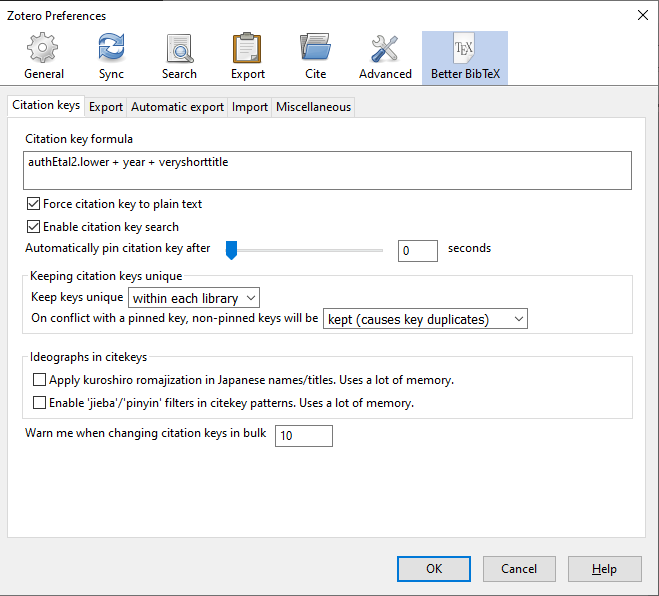 Zotero Preferences
General
Sync
Search
Export
Cite
Advanced
TEX
Better BibTeX
Citation keys
Export
Automatic export
Import
Miscellaneous
Citation key formula
authEtal2.lower + year + veryshorttitle
Force citation key to plain text
Enable citation key search
Automatically pin citation key after 0 seconds
Keeping citation keys unique
Keep keys unique within each library
On conflict with a pinned key, non-pinned keys will be kept (causes key duplicates)
Ideographs in citekeys
Apply kuroshiro romajization in Japanese names/titles. Uses a lot of memory.
Enable 'jieba'/'pinyin' filters in citekey patterns. Uses a lot of memory.
Warn me when changing citation keys in bulk 10
OK
Cancel
Help